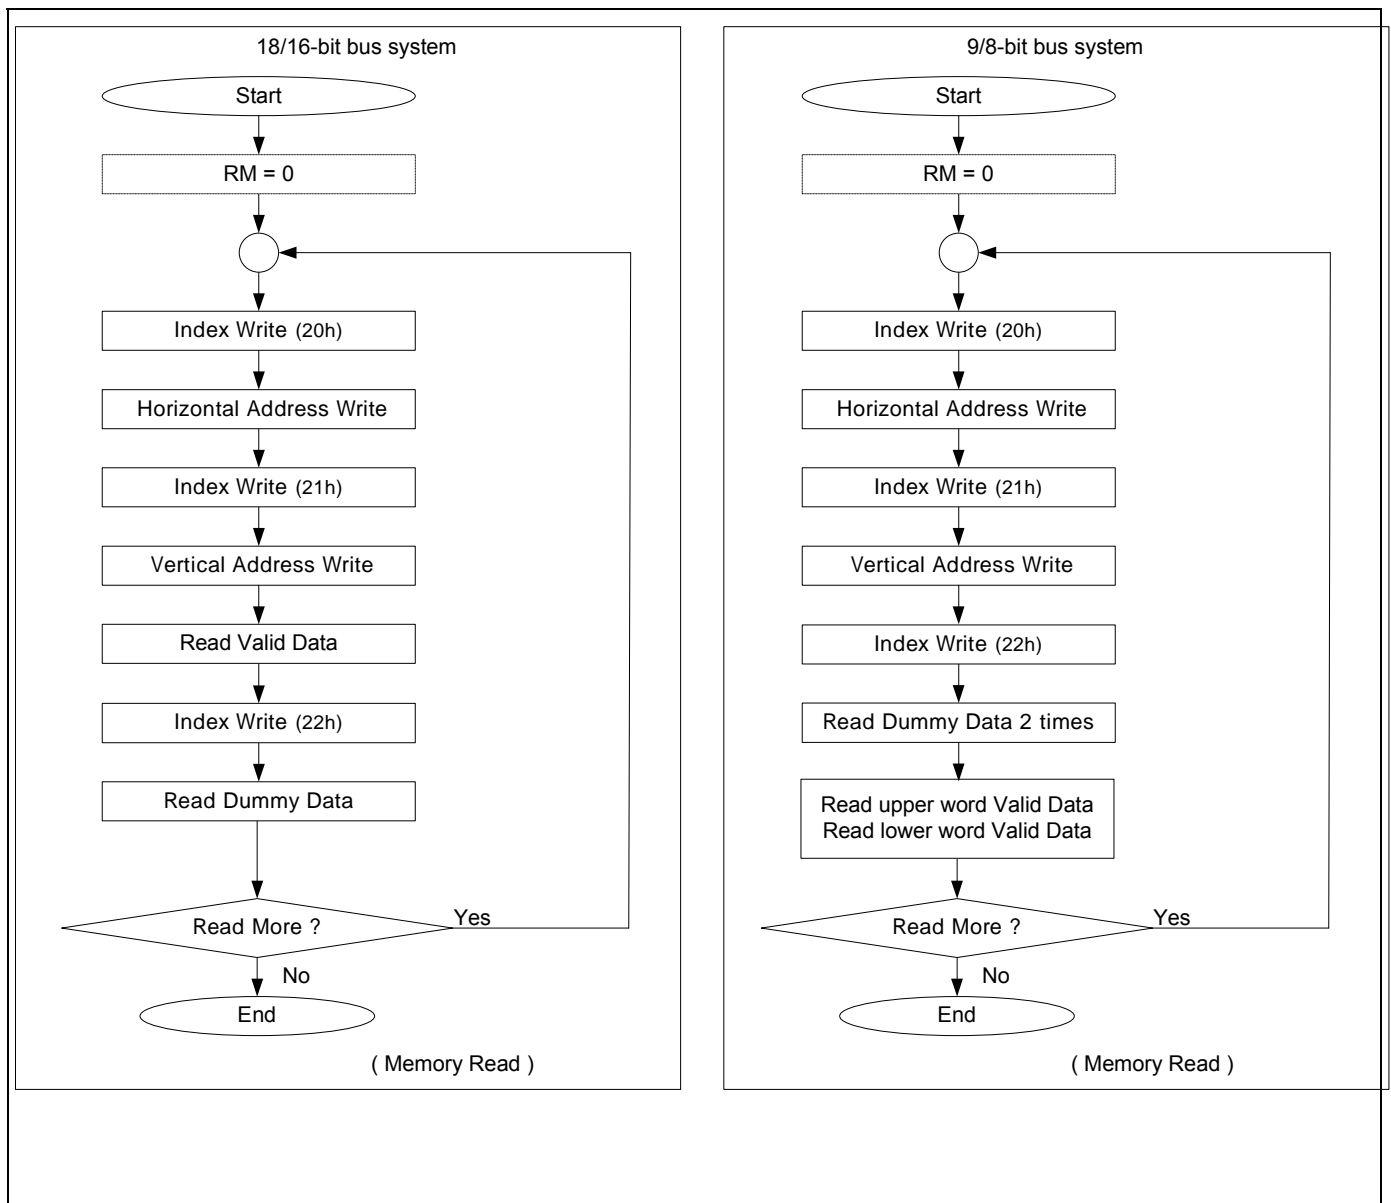 18/16-bit bus system
Start
RM = 0
Index Write (20h)
Horizontal Address Write
Index Write (21h)
Vertical Address Write
Read Valid Data
Index Write (22h)
Read Dummy Data
Read More ?
Yes
No
End
( Memory Read )
9/8-bit bus system
Start
RM = 0
Index Write (20h)
Horizontal Address Write
Index Write (21h)
Vertical Address Write
Index Write (22h)
Read Dummy Data 2 times
Read upper word Valid Data
Read lower word Valid Data
Read More ?
Yes
No
End
( Memory Read )